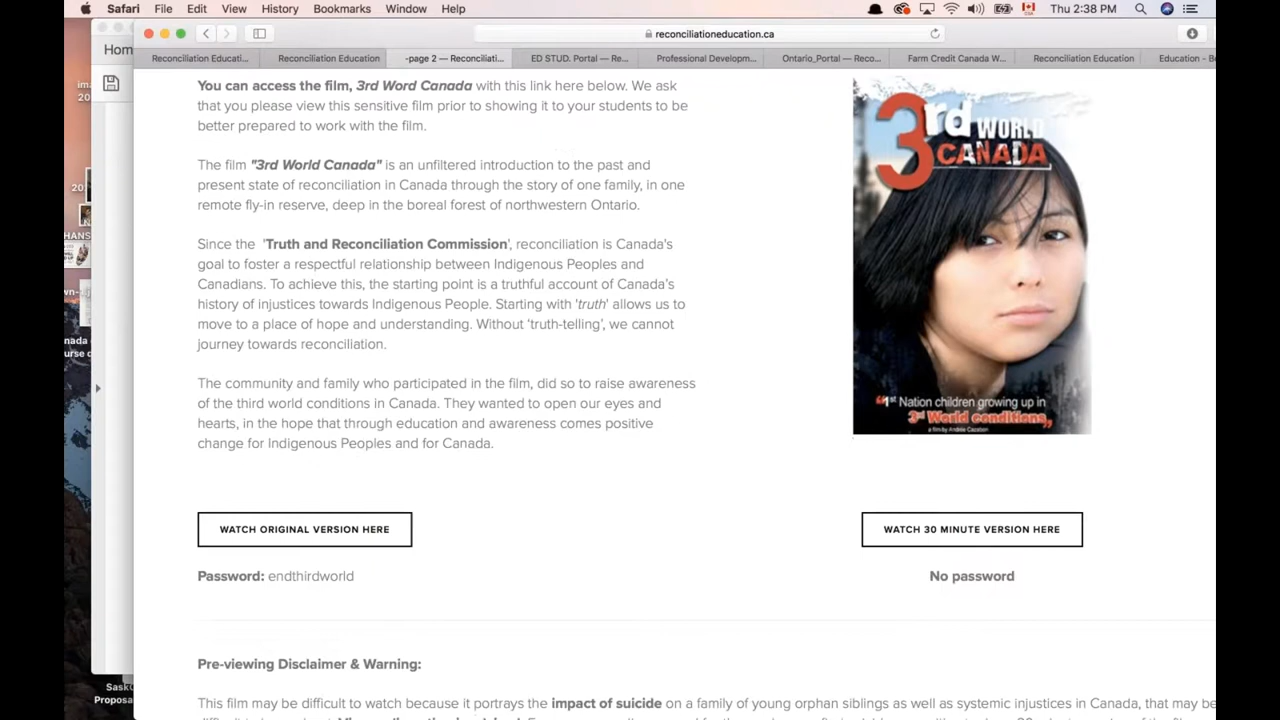 Safari File Edit View History Bookmarks Window Help Thu 2:38 PM
reconciliationeducation.ca
Reconciliation Educati... Reconciliation Education -page 2 — Reconciliati... ED STUD. Portal — Re... Professional Developm... Ontario_Portal — Reco... Farm Credit Canada W... Reconciliation Education Education - Be
Hom
You can access the film, 3rd Word Canada with this link here below. We ask
that you please view this sensitive film prior to showing it to your students to be
better prepared to work with the film.
The film "3rd World Canada" is an unfiltered introduction to the past and
present state of reconciliation in Canada through the story of one family, in one
remote fly-in reserve, deep in the boreal forest of northwestern Ontario.
Since the 'Truth and Reconciliation Commission', reconciliation is Canada's
goal to foster a respectful relationship between Indigenous Peoples and
Canadians. To achieve this, the starting point is a truthful account of Canada's
history of injustices towards Indigenous People. Starting with 'truth' allows us to
move to a place of hope and understanding. Without 'truth-telling', we cannot
journey towards reconciliation.
The community and family who participated in the film, did so to raise awareness
of the third world conditions in Canada. They wanted to open our eyes and
hearts, in the hope that through education and awareness comes positive
change for Indigenous Peoples and for Canada.
3rd WORLD
CANADA
"1st Nation children growing up in
3rd World conditions,,
a film by Andrée Cazabon
WATCH ORIGINAL VERSION HERE
WATCH 30 MINUTE VERSION HERE
Password: endthirdworld
No password
Pre-viewing Disclaimer & Warning:
This film may be difficult to watch because it portrays the impact of suicide on a family of young orphan siblings as well as systemic injustices in Canada, that may be
ima
20
HANS
Sask
Propos